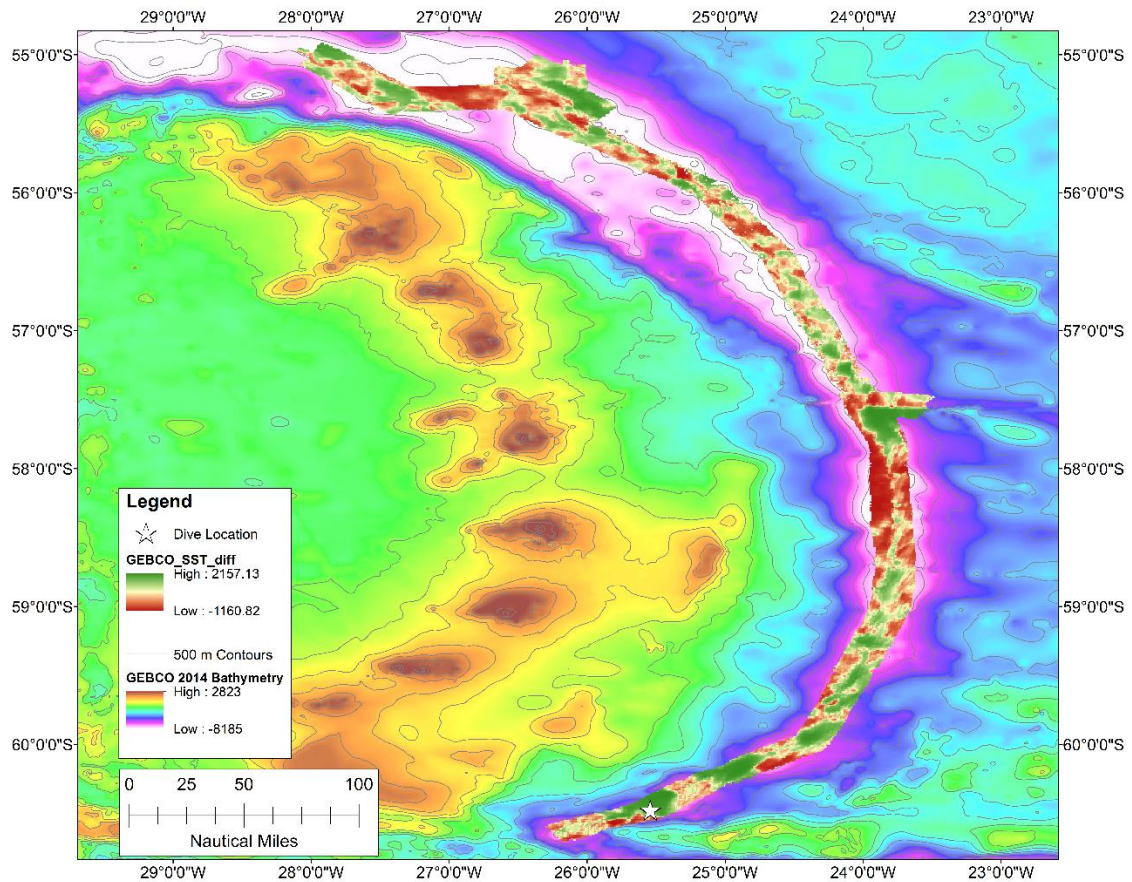 29°0'0"W 28°0'0"W 27°0'0"W 26°0'0"W 25°0'0"W 24°0'0"W 23°0'0"W
55°0'0"S 55°0'0"S
56°0'0"S 56°0'0"S
57°0'0"S 57°0'0"S
58°0'0"S 58°0'0"S
Legend
Dive Location
GEBCO_SST_diff
High : 2157.13
Low : -1160.82
500 m Contours
GEBCO 2014 Bathymetry
High : 2823
Low : -8185
59°0'0"S 59°0'0"S
60°0'0"S 60°0'0"S
0 25 50 100
Nautical Miles
29°0'0"W 28°0'0"W 27°0'0"W 26°0'0"W 25°0'0"W 24°0'0"W 23°0'0"W